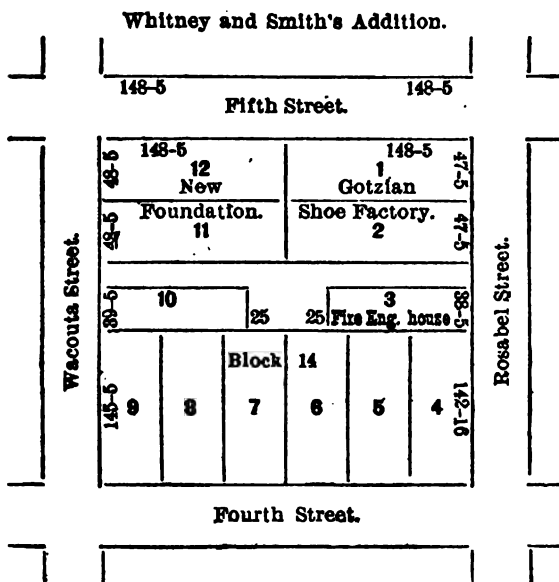 Whitney and Smith's Addition.
148-5 148-5
Fifth Street.
148-5 148-5
12 1
New Gotzian
Foundation. Shoe Factory.
11 2
48-5
49-5
39-5
145-5
47-5
47-5
38-5
142-16
10 3
25 25 Fire Eng. house
Block 14
9 8 7 6 5 4
Wacouta Street.
Rosabel Street.
Fourth Street.